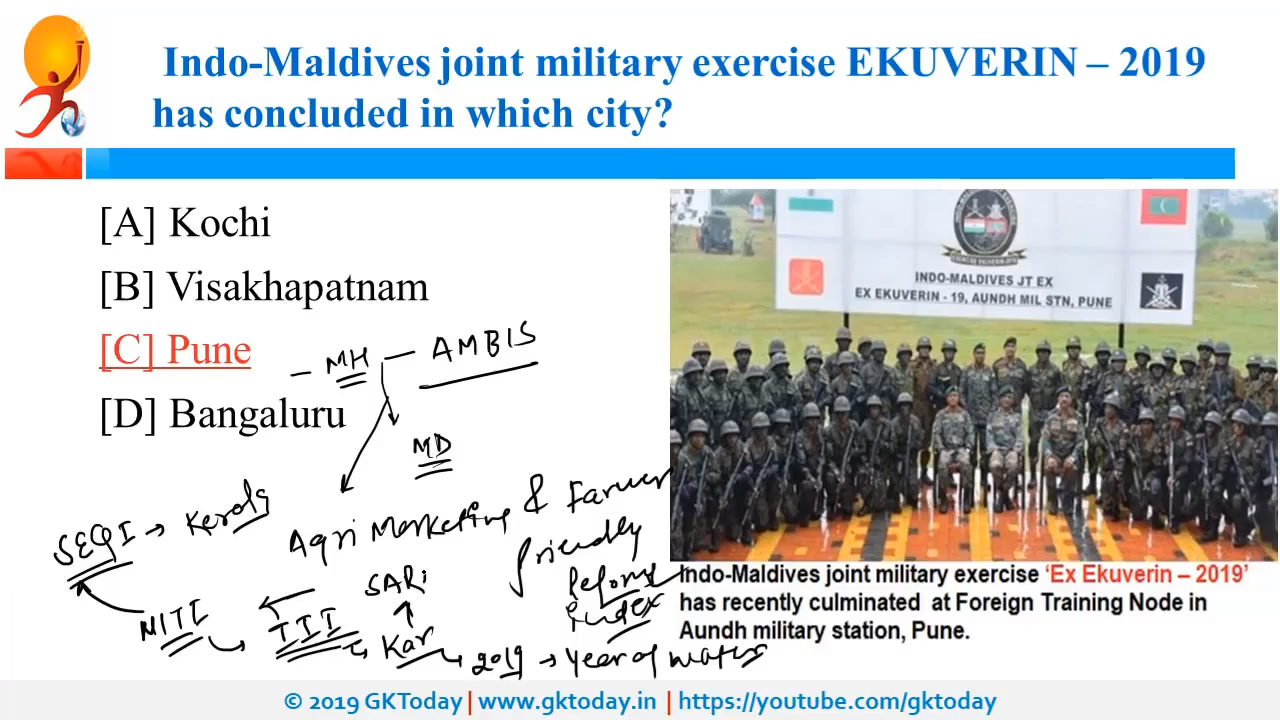 Indo-Maldives joint military exercise EKUVERIN – 2019
has concluded in which city?
[A] Kochi
[B] Visakhapatnam
[C] Pune
[D] Bangaluru
– MH — AMBIS
MD
SEQI → Kerala
Agri Marketing & Farmer
friendly
Reforms
Index
NITI
III
SARi
Kar
2019 → Year of water
INDO-MALDIVES JT EX
EX EKUVERIN - 19, AUNDH MIL STN, PUNE
Indo-Maldives joint military exercise ‘Ex Ekuverin – 2019’
has recently culminated at Foreign Training Node in
Aundh military station, Pune.
© 2019 GKToday | www.gktoday.in | https://youtube.com/gktoday